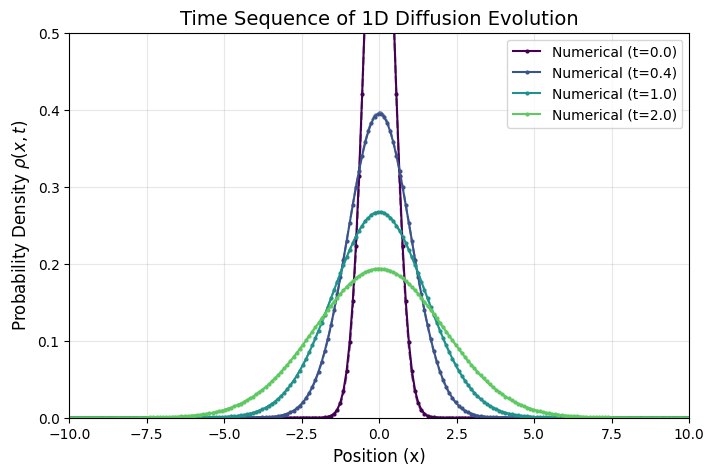 Time Sequence of 1D Diffusion Evolution
Numerical (t=0.0)
Numerical (t=0.4)
Numerical (t=1.0)
Numerical (t=2.0)
Probability Density ρ(x, t)
0.5
0.4
0.3
0.2
0.1
0.0
−10.0 −7.5 −5.0 −2.5 0.0 2.5 5.0 7.5 10.0
Position (x)